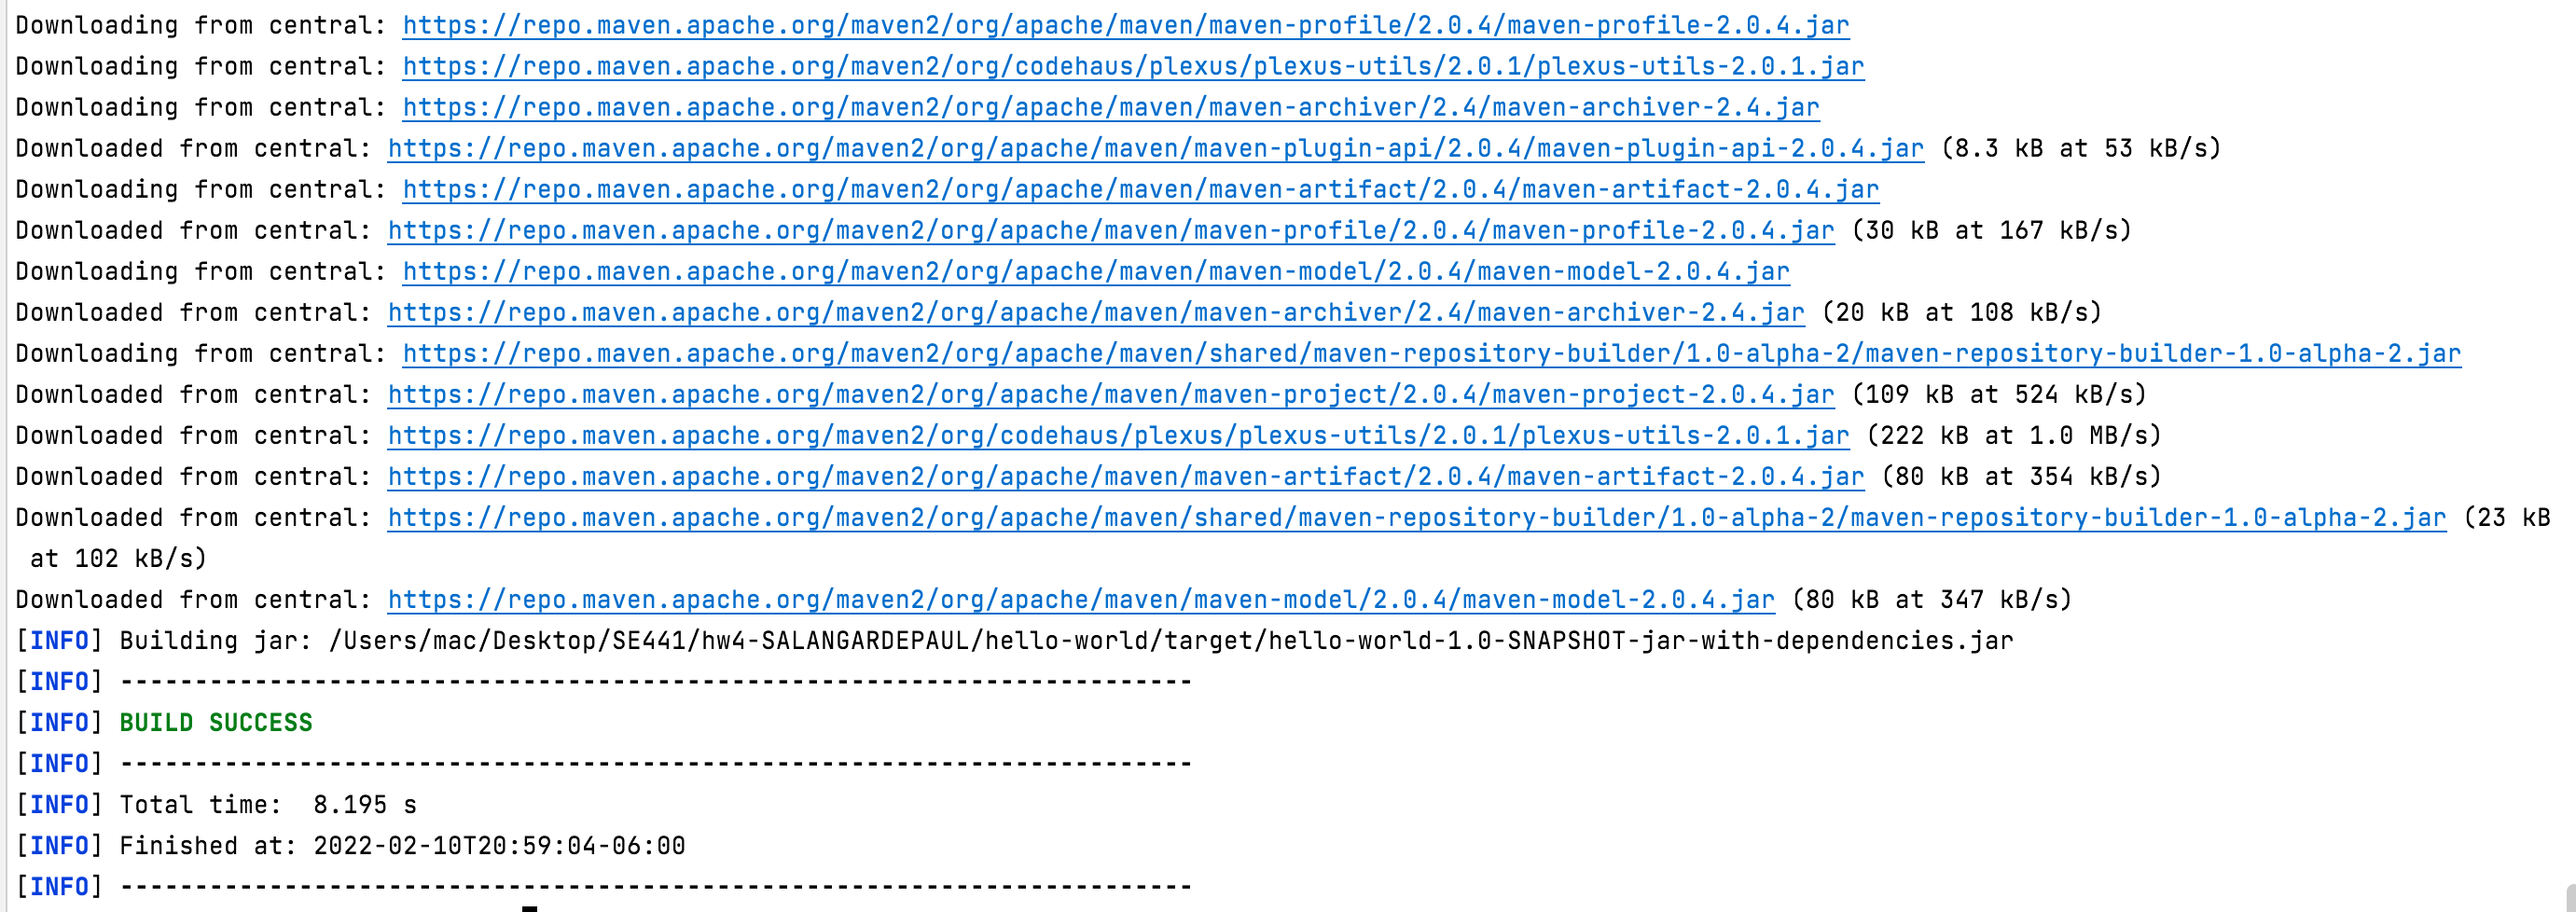 Downloading from central: https://repo.maven.apache.org/maven2/org/apache/maven/maven-profile/2.0.4/maven-profile-2.0.4.jar
Downloading from central: https://repo.maven.apache.org/maven2/org/codehaus/plexus/plexus-utils/2.0.1/plexus-utils-2.0.1.jar
Downloading from central: https://repo.maven.apache.org/maven2/org/apache/maven/maven-archiver/2.4/maven-archiver-2.4.jar
Downloaded from central: https://repo.maven.apache.org/maven2/org/apache/maven/maven-plugin-api/2.0.4/maven-plugin-api-2.0.4.jar (8.3 kB at 53 kB/s)
Downloading from central: https://repo.maven.apache.org/maven2/org/apache/maven/maven-artifact/2.0.4/maven-artifact-2.0.4.jar
Downloaded from central: https://repo.maven.apache.org/maven2/org/apache/maven/maven-profile/2.0.4/maven-profile-2.0.4.jar (30 kB at 167 kB/s)
Downloading from central: https://repo.maven.apache.org/maven2/org/apache/maven/maven-model/2.0.4/maven-model-2.0.4.jar
Downloaded from central: https://repo.maven.apache.org/maven2/org/apache/maven/maven-archiver/2.4/maven-archiver-2.4.jar (20 kB at 108 kB/s)
Downloading from central: https://repo.maven.apache.org/maven2/org/apache/maven/shared/maven-repository-builder/1.0-alpha-2/maven-repository-builder-1.0-alpha-2.jar
Downloaded from central: https://repo.maven.apache.org/maven2/org/apache/maven/maven-project/2.0.4/maven-project-2.0.4.jar (109 kB at 524 kB/s)
Downloaded from central: https://repo.maven.apache.org/maven2/org/codehaus/plexus/plexus-utils/2.0.1/plexus-utils-2.0.1.jar (222 kB at 1.0 MB/s)
Downloaded from central: https://repo.maven.apache.org/maven2/org/apache/maven/maven-artifact/2.0.4/maven-artifact-2.0.4.jar (80 kB at 354 kB/s)
Downloaded from central: https://repo.maven.apache.org/maven2/org/apache/maven/shared/maven-repository-builder/1.0-alpha-2/maven-repository-builder-1.0-alpha-2.jar (23 kB
 at 102 kB/s)
Downloaded from central: https://repo.maven.apache.org/maven2/org/apache/maven/maven-model/2.0.4/maven-model-2.0.4.jar (80 kB at 347 kB/s)
[INFO] Building jar: /Users/mac/Desktop/SE441/hw4-SALANGARDEPAUL/hello-world/target/hello-world-1.0-SNAPSHOT-jar-with-dependencies.jar
[INFO] ------------------------------------------------------------------------
[INFO] BUILD SUCCESS
[INFO] ------------------------------------------------------------------------
[INFO] Total time:  8.195 s
[INFO] Finished at: 2022-02-10T20:59:04-06:00
[INFO] ------------------------------------------------------------------------